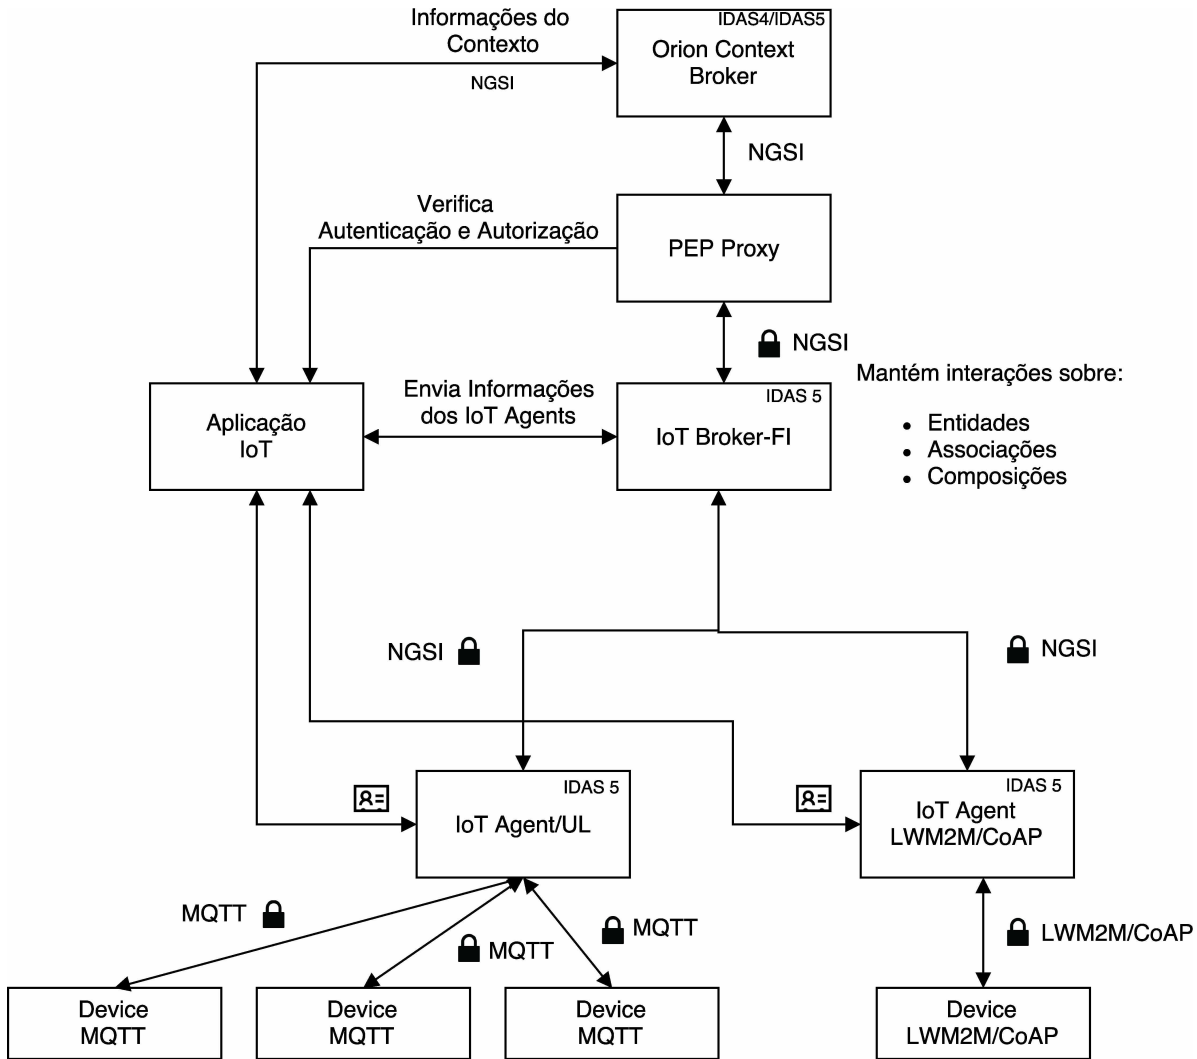 Informações do
Contexto
NGSI
IDAS4/IDAS5
Orion Context
Broker
NGSI
Verifica
Autenticação e Autorização
PEP Proxy
NGSI
Aplicação
IoT
Envia Informações
dos IoT Agents
IDAS 5
IoT Broker-FI
Mantém interações sobre:
• Entidades
• Associações
• Composições
NGSI
NGSI
IDAS 5
IoT Agent/UL
IDAS 5
IoT Agent
LWM2M/CoAP
MQTT
MQTT
MQTT
LWM2M/CoAP
Device
MQTT
Device
MQTT
Device
MQTT
Device
LWM2M/CoAP